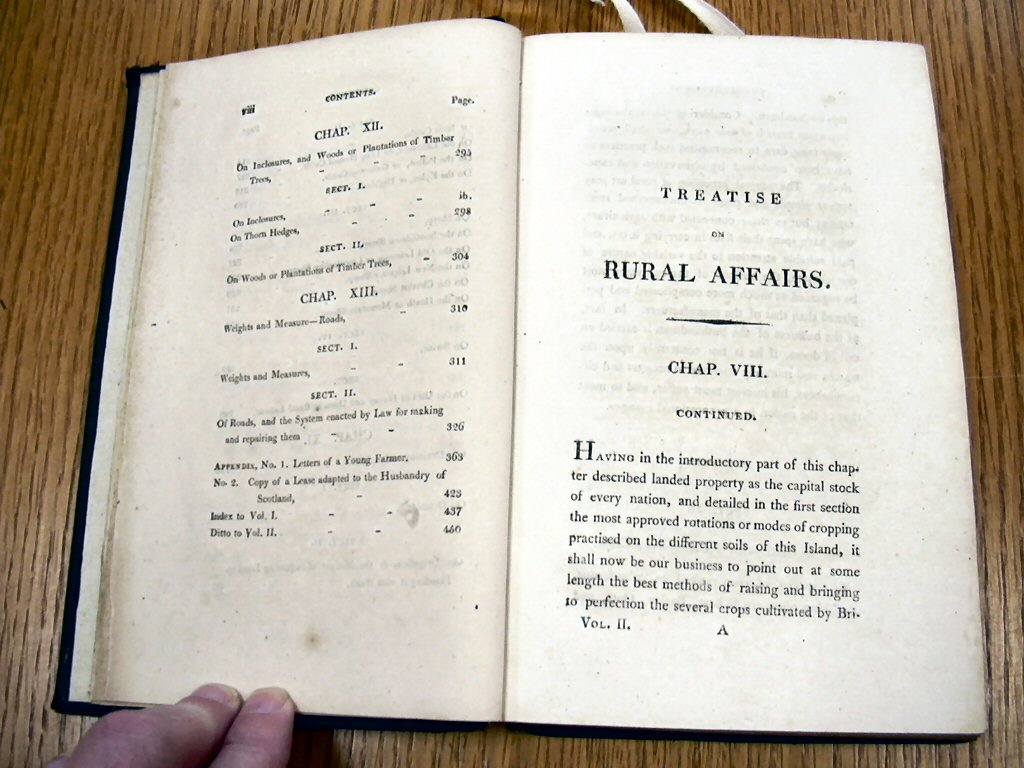 viii CONTENTS.
Page.
CHAP. XII.
On Inclosures, and Woods or Plantations of Timber
Trees, - - 295
SECT. I.
On Inclosures, - - ib.
On Thorn Hedges, - - 298
SECT. II.
On Woods or Plantations of Timber Trees, - 304
CHAP. XIII.
Weights and Measure—Roads, - 310
SECT. I.
Weights and Measures, - - 311
SECT. II.
Of Roads, and the System enacted by Law for making
and repairing them - - 326
APPENDIX, No. 1. Letters of a Young Farmer. 363
No. 2. Copy of a Lease adapted to the Husbandry of
Scotland, - - 423
Index to Vol. I. - - 437
Ditto to Vol. II. - - 460
TREATISE
ON
RURAL AFFAIRS.
CHAP. VIII.
CONTINUED.
HAVING in the introductory part of this chap-
ter described landed property as the capital stock
of every nation, and detailed in the first section
the most approved rotations or modes of cropping
practised on the different soils of this Island, it
shall now be our business to point out at some
length the best methods of raising and bringing
to perfection the several crops cultivated by Bri-
VOL. II. A